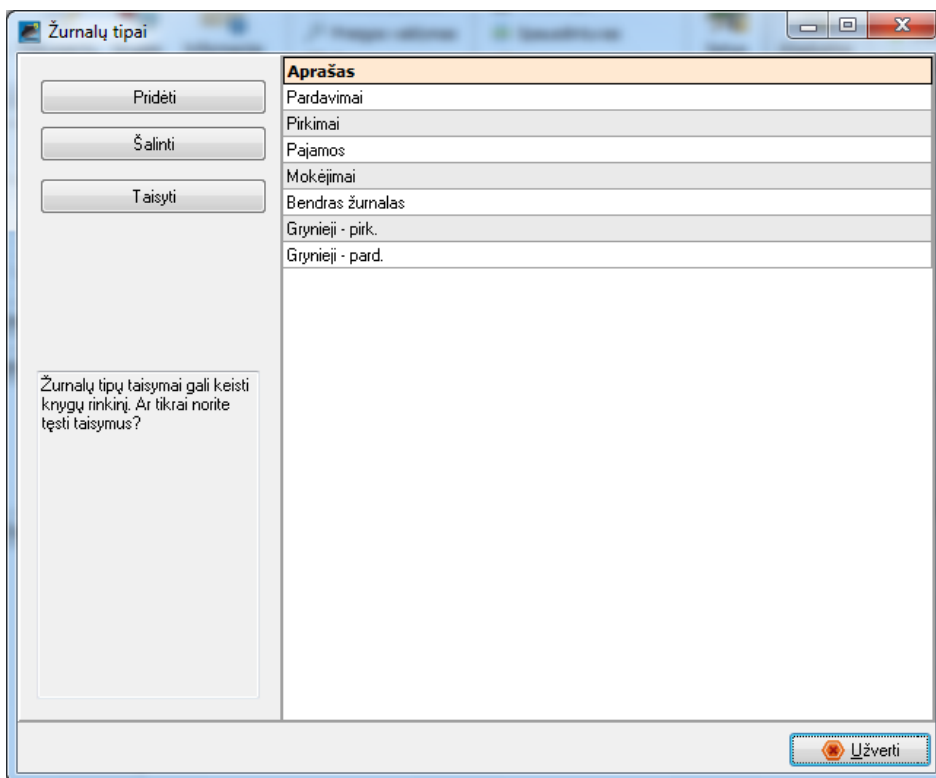 Žurnalų tipai
Pridėti
Šalinti
Taisyti
Aprašas
Pardavimai
Pirkimai
Pajamos
Mokėjimai
Bendras žurnalas
Grynieji - pirk.
Grynieji - pard.
Žurnalų tipų taisymai gali keisti
knygų rinkinį. Ar tikrai norite
tęsti taisymus?
Užverti